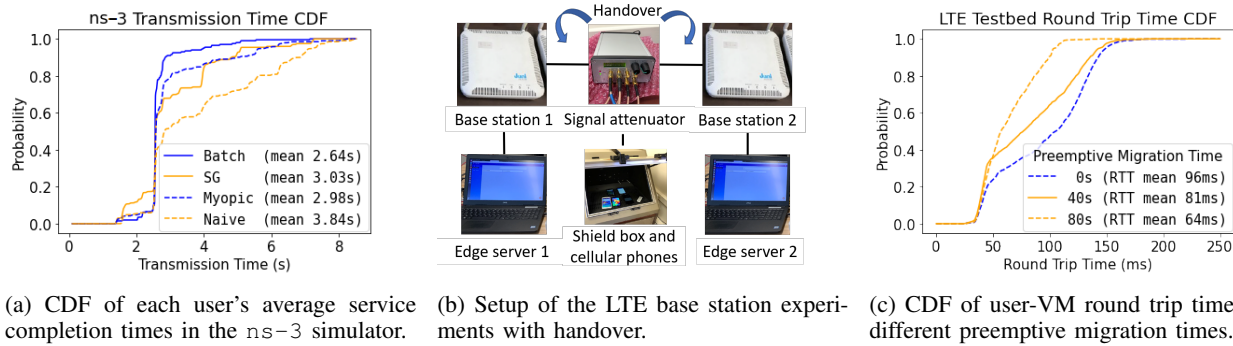 ns-3 Transmission Time CDF
Probability
1.0
0.8
0.6
0.4
0.2
0.0
Batch (mean 2.64s)
SG (mean 3.03s)
Myopic (mean 2.98s)
Naive (mean 3.84s)
0 2 4 6 8
Transmission Time (s)
(a) CDF of each user's average service
completion times in the ns-3 simulator.
Handover
Base station 1
Signal attenuator
Base station 2
Edge server 1
Shield box and
cellular phones
Edge server 2
(b) Setup of the LTE base station experi-
ments with handover.
LTE Testbed Round Trip Time CDF
Probability
1.0
0.8
0.6
0.4
0.2
0.0
Preemptive Migration Time
0s (RTT mean 96ms)
40s (RTT mean 81ms)
80s (RTT mean 64ms)
0 50 100 150 200 250
Round Trip Time (ms)
(c) CDF of user-VM round trip time
different preemptive migration times.